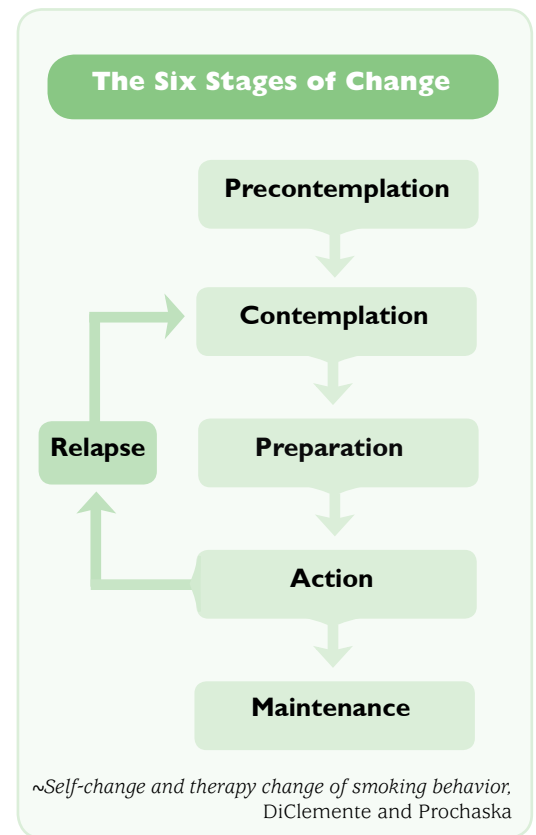 The Six Stages of Change
Precontemplation
Contemplation
Relapse
Preparation
Action
Maintenance
~Self-change and therapy change of smoking behavior,
DiClemente and Prochaska